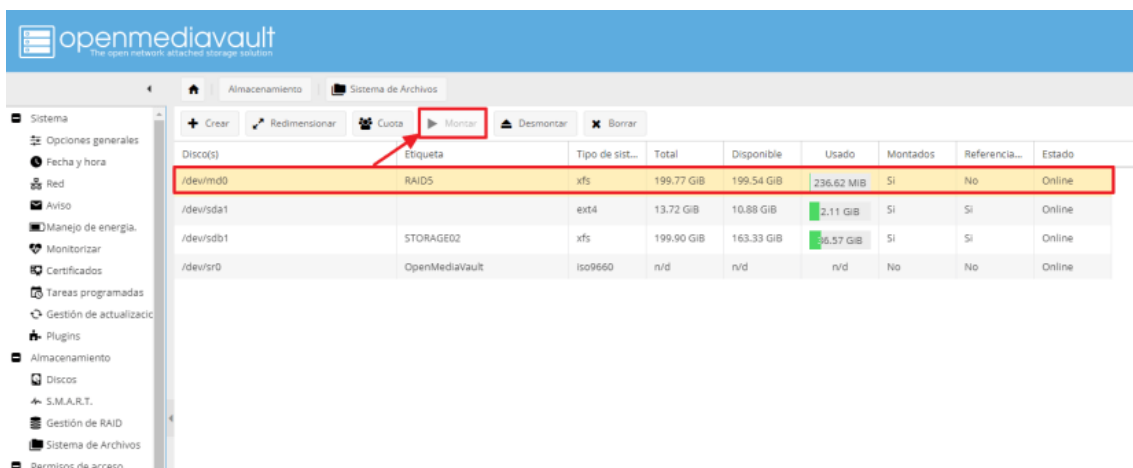 openmediavault
The open network attached storage solution
Almacenamiento Sistema de Archivos
Sistema
Opciones generales
Fecha y hora
Red
Aviso
Manejo de energia.
Monitorizar
Certificados
Tareas programadas
Gestión de actualizacic
Plugins
Almacenamiento
Discos
S.M.A.R.T.
Gestión de RAID
Sistema de Archivos
Permisos de acceso
Crear Redimensionar Cuota Montar Desmontar Borrar
Disco(s) Etiqueta Tipo de sist... Total Disponible Usado Montados Referencia... Estado
/dev/md0 RAID5 xfs 199.77 GiB 199.54 GiB 236.62 MiB Si No Online
/dev/sda1 ext4 13.72 GiB 10.88 GiB 2.11 GiB Si Si Online
/dev/sdb1 STORAGE02 xfs 199.90 GiB 163.33 GiB 36.57 GiB Si Si Online
/dev/sr0 OpenMediaVault iso9660 n/d n/d n/d No No Online